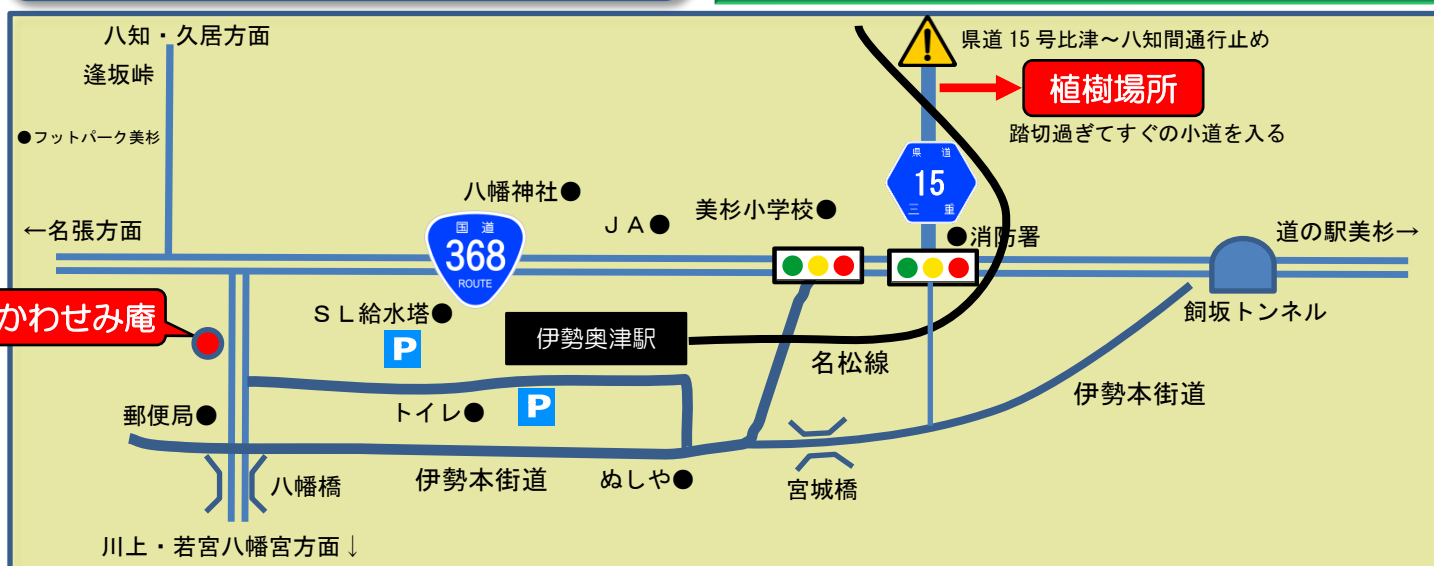 八知・久居方面
逢坂峠
●フットパーク美杉
県道15号比津～八知間通行止め
植樹場所
踏切過ぎてすぐの小道を入る
県 道
15
三 重
八幡神社●
ＪＡ●
美杉小学校●
●消防署
←名張方面
国 道
368
ROUTE
道の駅美杉→
かわせみ庵
ＳＬ給水塔●
P
伊勢奥津駅
名松線
飼坂トンネル
伊勢本街道
郵便局●
トイレ●
P
八幡橋
伊勢本街道
ぬしや●
宮城橋
川上・若宮八幡宮方面↓